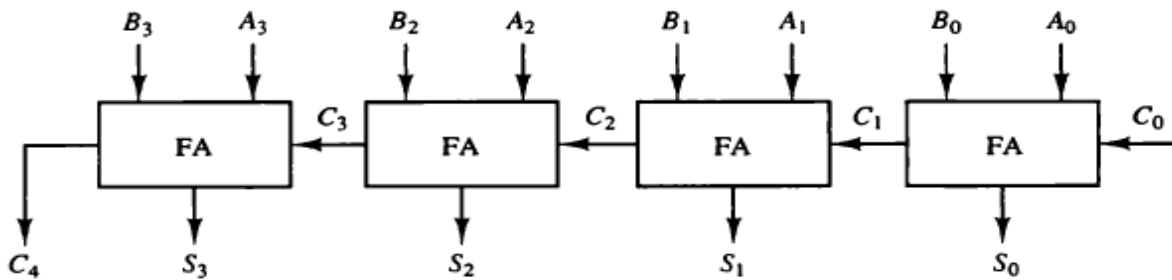 B₃ A₃ B₂ A₂ B₁ A₁ B₀ A₀
C₃ C₂ C₁ C₀
FA FA FA FA
C₄ S₃ S₂ S₁ S₀